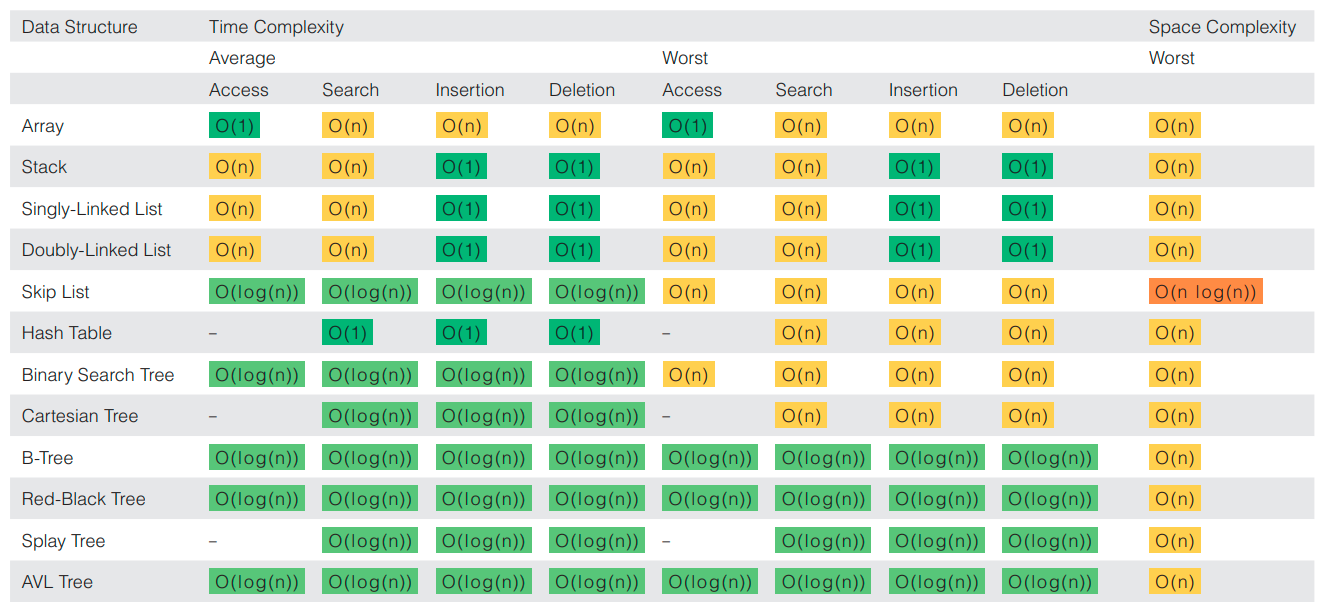 Data Structure Time Complexity Space Complexity
Average Worst Worst
Access Search Insertion Deletion Access Search Insertion Deletion
Array O(1) O(n) O(n) O(n) O(1) O(n) O(n) O(n) O(n)
Stack O(n) O(n) O(1) O(1) O(n) O(n) O(1) O(1) O(n)
Singly-Linked List O(n) O(n) O(1) O(1) O(n) O(n) O(1) O(1) O(n)
Doubly-Linked List O(n) O(n) O(1) O(1) O(n) O(n) O(1) O(1) O(n)
Skip List O(log(n)) O(log(n)) O(log(n)) O(log(n)) O(n) O(n) O(n) O(n) O(n log(n))
Hash Table – O(1) O(1) O(1) – O(n) O(n) O(n) O(n)
Binary Search Tree O(log(n)) O(log(n)) O(log(n)) O(log(n)) O(n) O(n) O(n) O(n) O(n)
Cartesian Tree – O(log(n)) O(log(n)) O(log(n)) – O(n) O(n) O(n) O(n)
B-Tree O(log(n)) O(log(n)) O(log(n)) O(log(n)) O(log(n)) O(log(n)) O(log(n)) O(log(n)) O(n)
Red-Black Tree O(log(n)) O(log(n)) O(log(n)) O(log(n)) O(log(n)) O(log(n)) O(log(n)) O(log(n)) O(n)
Splay Tree – O(log(n)) O(log(n)) O(log(n)) – O(log(n)) O(log(n)) O(log(n)) O(n)
AVL Tree O(log(n)) O(log(n)) O(log(n)) O(log(n)) O(log(n)) O(log(n)) O(log(n)) O(log(n)) O(n)